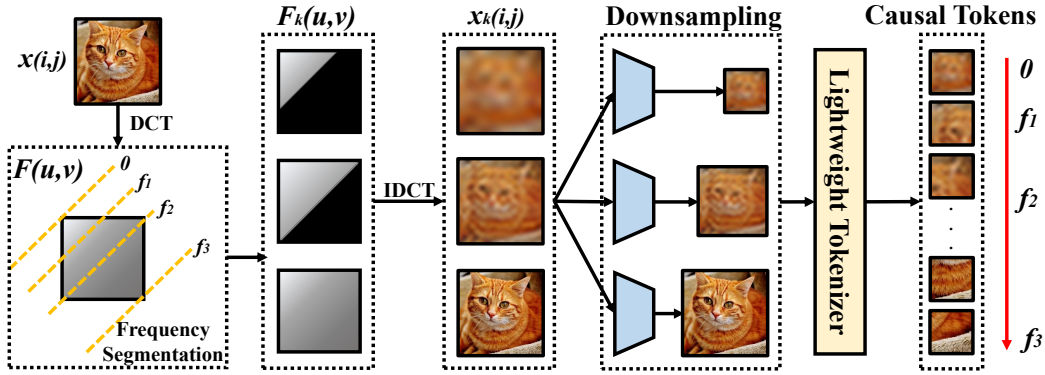 x(i,j)
DCT
F(u,v)
0
f1
f2
f3
Frequency
Segmentation
Fk(u,v)
IDCT
xk(i,j)
Downsampling
Lightweight Tokenizer
Causal Tokens
0
f1
f2
f3